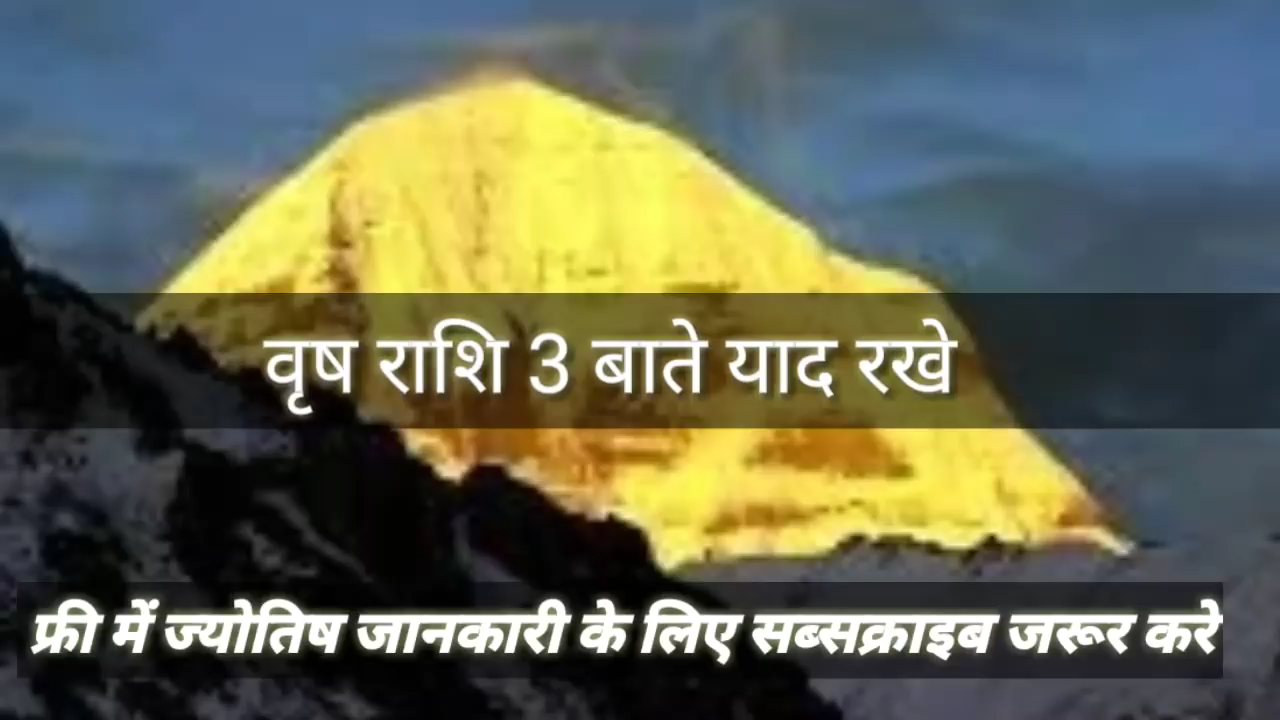 वृष राशि 3 बाते याद रखे
फ्री में ज्योतिष जानकारी के लिए सब्सक्राइब जरूर करे